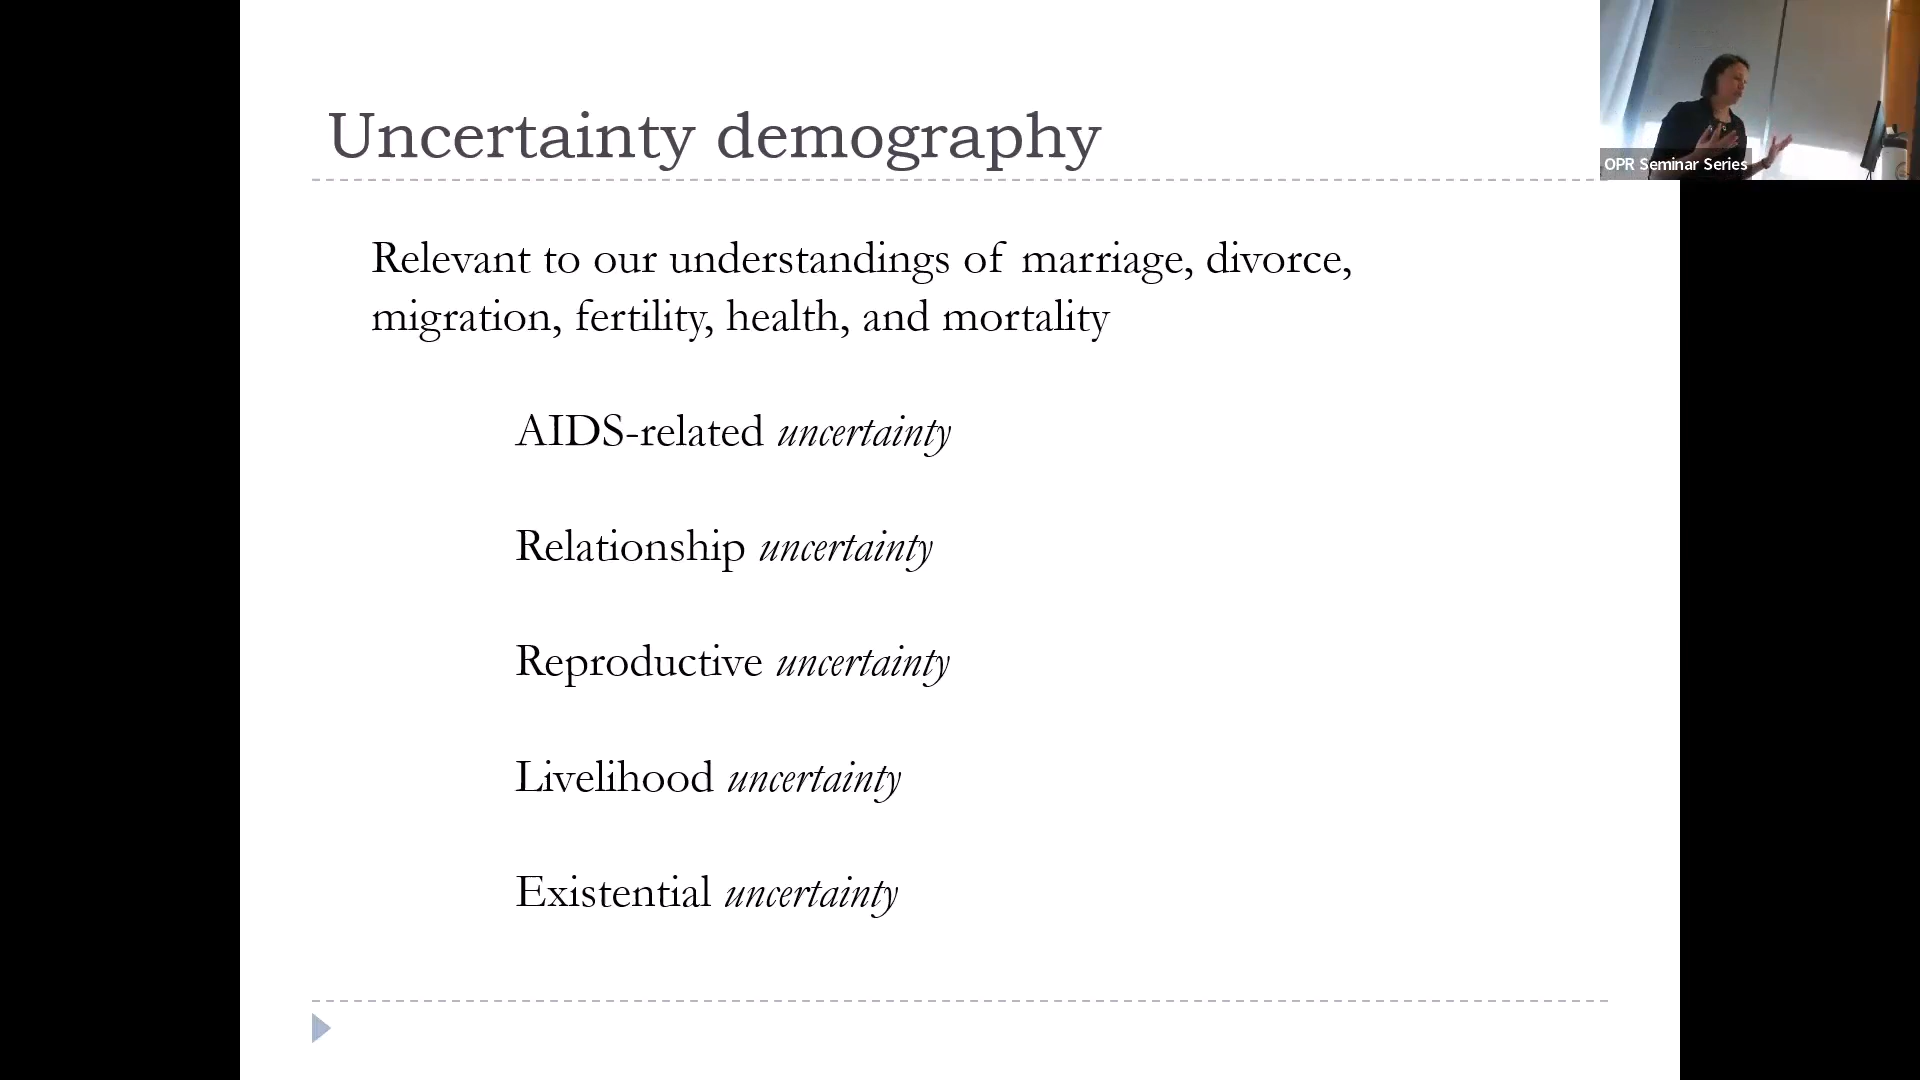 Uncertainty demography
OPR Seminar Series
Relevant to our understandings of marriage, divorce,
migration, fertility, health, and mortality
AIDS-related uncertainty
Relationship uncertainty
Reproductive uncertainty
Livelihood uncertainty
Existential uncertainty